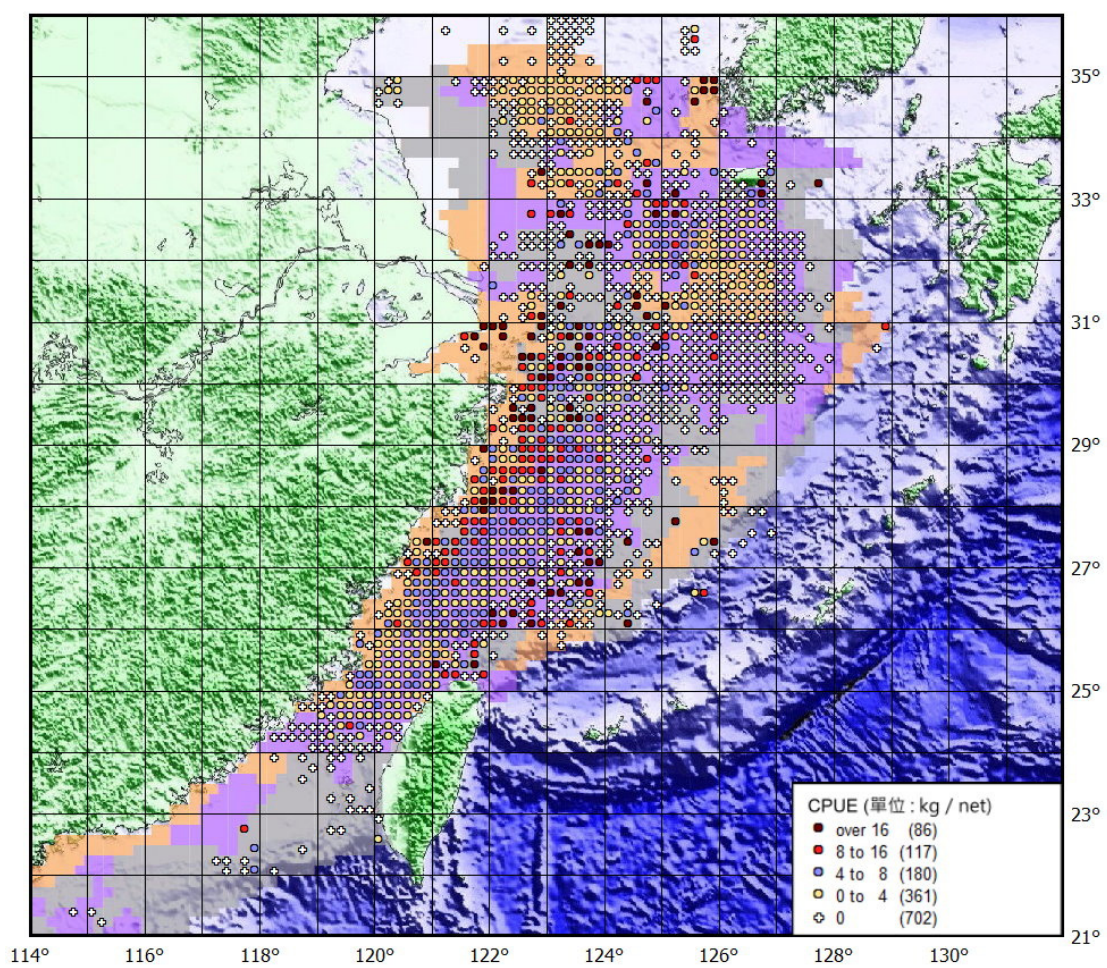 35°
33°
31°
29°
27°
25°
23°
21°
CPUE (單位 : kg / net)
over 16 (86)
8 to 16 (117)
4 to 8 (180)
0 to 4 (361)
0 (702)
114° 116° 118° 120° 122° 124° 126° 128° 130°